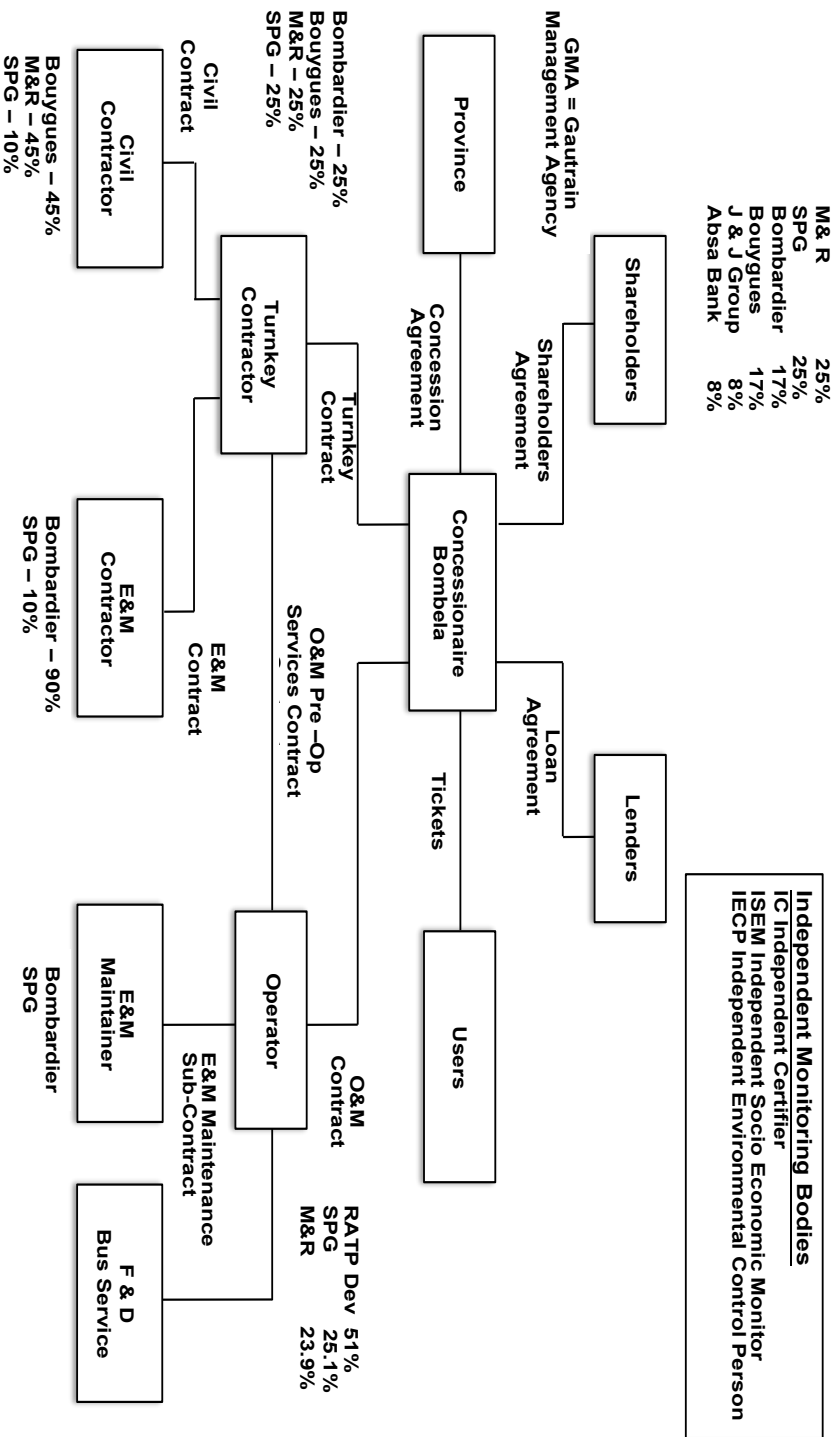 M& R 25%
SPG 25%
Bombardier 17%
Bouygues 17%
J & J Group 8%
Absa Bank 8%
Independent Monitoring Bodies
IC Independent Certifier
ISEM Independent Socio Economic Monitor
IECP Independent Environmental Control Person
Shareholders
Lenders
GMA = Gautrain
Management Agency
Shareholders
Agreement
Loan
Agreement
Province
Concession
Agreement
Concessionaire
Bombela
Tickets
Users
Bombardier – 25%
Bouygues – 25%
M&R – 25%
SPG – 25%
Turnkey
Contract
O&M
Contract
RATP Dev 51%
SPG 25.1%
M&R 23.9%
Turnkey
Contractor
O&M Pre –Op
Services Contract
Operator
Civil
Contract
E&M
Contract
E&M Maintenance
Sub-Contract
Civil
Contractor
E&M
Contractor
E&M
Maintainer
F & D
Bus Service
Bouygues – 45%
M&R – 45%
SPG – 10%
Bombardier – 90%
SPG – 10%
Bombardier
SPG